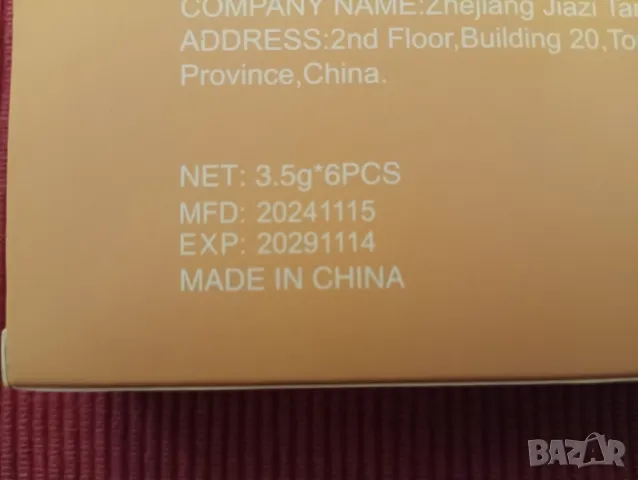 COMPANY NAME:Zhejiang Jiazi
ADDRESS:2nd Floor,Building 20,
Province,China.
NET: 3.5g*6PCS
MFD: 20241115
EXP: 20291114
MADE IN CHINA
BAZAR